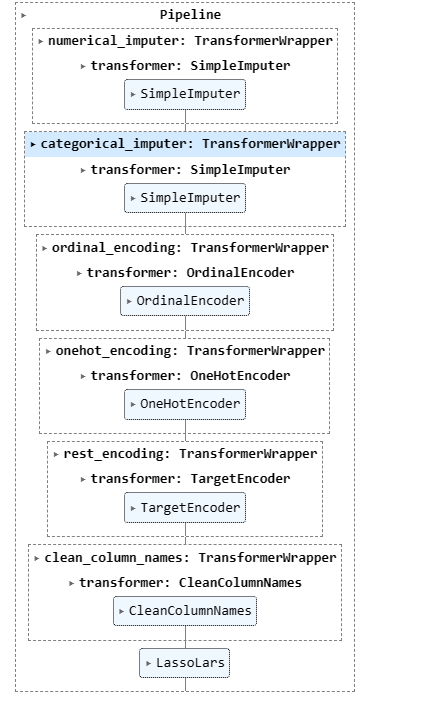 Pipeline
numerical_imputer: TransformerWrapper
transformer: SimpleImputer
SimpleImputer
categorical_imputer: TransformerWrapper
transformer: SimpleImputer
SimpleImputer
ordinal_encoding: TransformerWrapper
transformer: OrdinalEncoder
OrdinalEncoder
onehot_encoding: TransformerWrapper
transformer: OneHotEncoder
OneHotEncoder
rest_encoding: TransformerWrapper
transformer: TargetEncoder
TargetEncoder
clean_column_names: TransformerWrapper
transformer: CleanColumnNames
CleanColumnNames
LassoLars